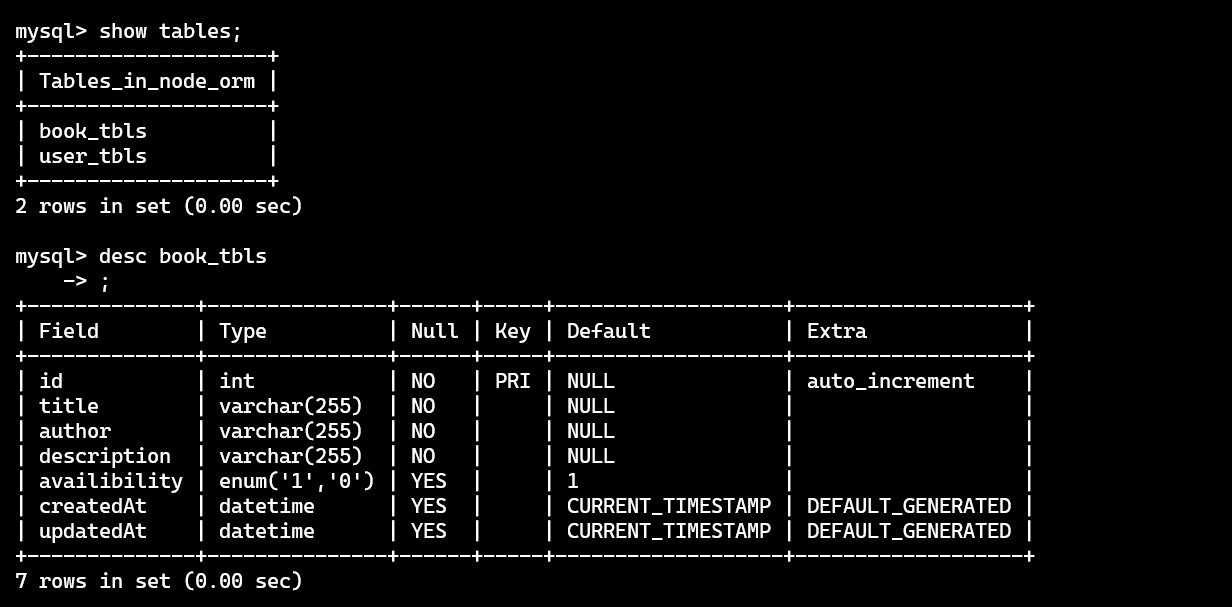 mysql> show tables;
+--------------------+
| Tables_in_node_orm |
+--------------------+
| book_tbls          |
| user_tbls          |
+--------------------+
2 rows in set (0.00 sec)

mysql> desc book_tbls
    -> ;
+--------------+---------------+------+-----+-------------------+-------------------+
| Field        | Type          | Null | Key | Default           | Extra             |
+--------------+---------------+------+-----+-------------------+-------------------+
| id           | int           | NO   | PRI | NULL              | auto_increment    |
| title        | varchar(255)  | NO   |     | NULL              |                   |
| author       | varchar(255)  | NO   |     | NULL              |                   |
| description  | varchar(255)  | NO   |     | NULL              |                   |
| availibility | enum('1','0') | YES  |     | 1                 |                   |
| createdAt    | datetime      | YES  |     | CURRENT_TIMESTAMP | DEFAULT_GENERATED |
| updatedAt    | datetime      | YES  |     | CURRENT_TIMESTAMP | DEFAULT_GENERATED |
+--------------+---------------+------+-----+-------------------+-------------------+
7 rows in set (0.00 sec)